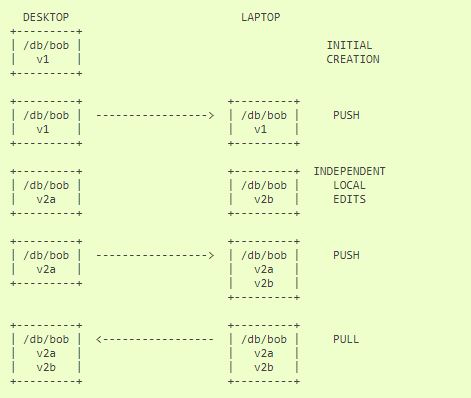 DESKTOP                          LAPTOP
+---------+
| /db/bob |                                       INITIAL
|   v1    |                                       CREATION
+---------+

+---------+                      +---------+
| /db/bob |  ----------------->  | /db/bob |     PUSH
|   v1    |                      |   v1    |
+---------+                      +---------+

+---------+                      +---------+  INDEPENDENT
| /db/bob |                      | /db/bob |     LOCAL
|   v2a   |                      |   v2b   |     EDITS
+---------+                      +---------+

+---------+                      +---------+
| /db/bob |  ----------------->  | /db/bob |     PUSH
|   v2a   |                      |   v2a   |
+---------+                      |   v2b   |
                                 +---------+

+---------+                      +---------+
| /db/bob |  <-----------------  | /db/bob |     PULL
|   v2a   |                      |   v2a   |
|   v2b   |                      |   v2b   |
+---------+                      +---------+